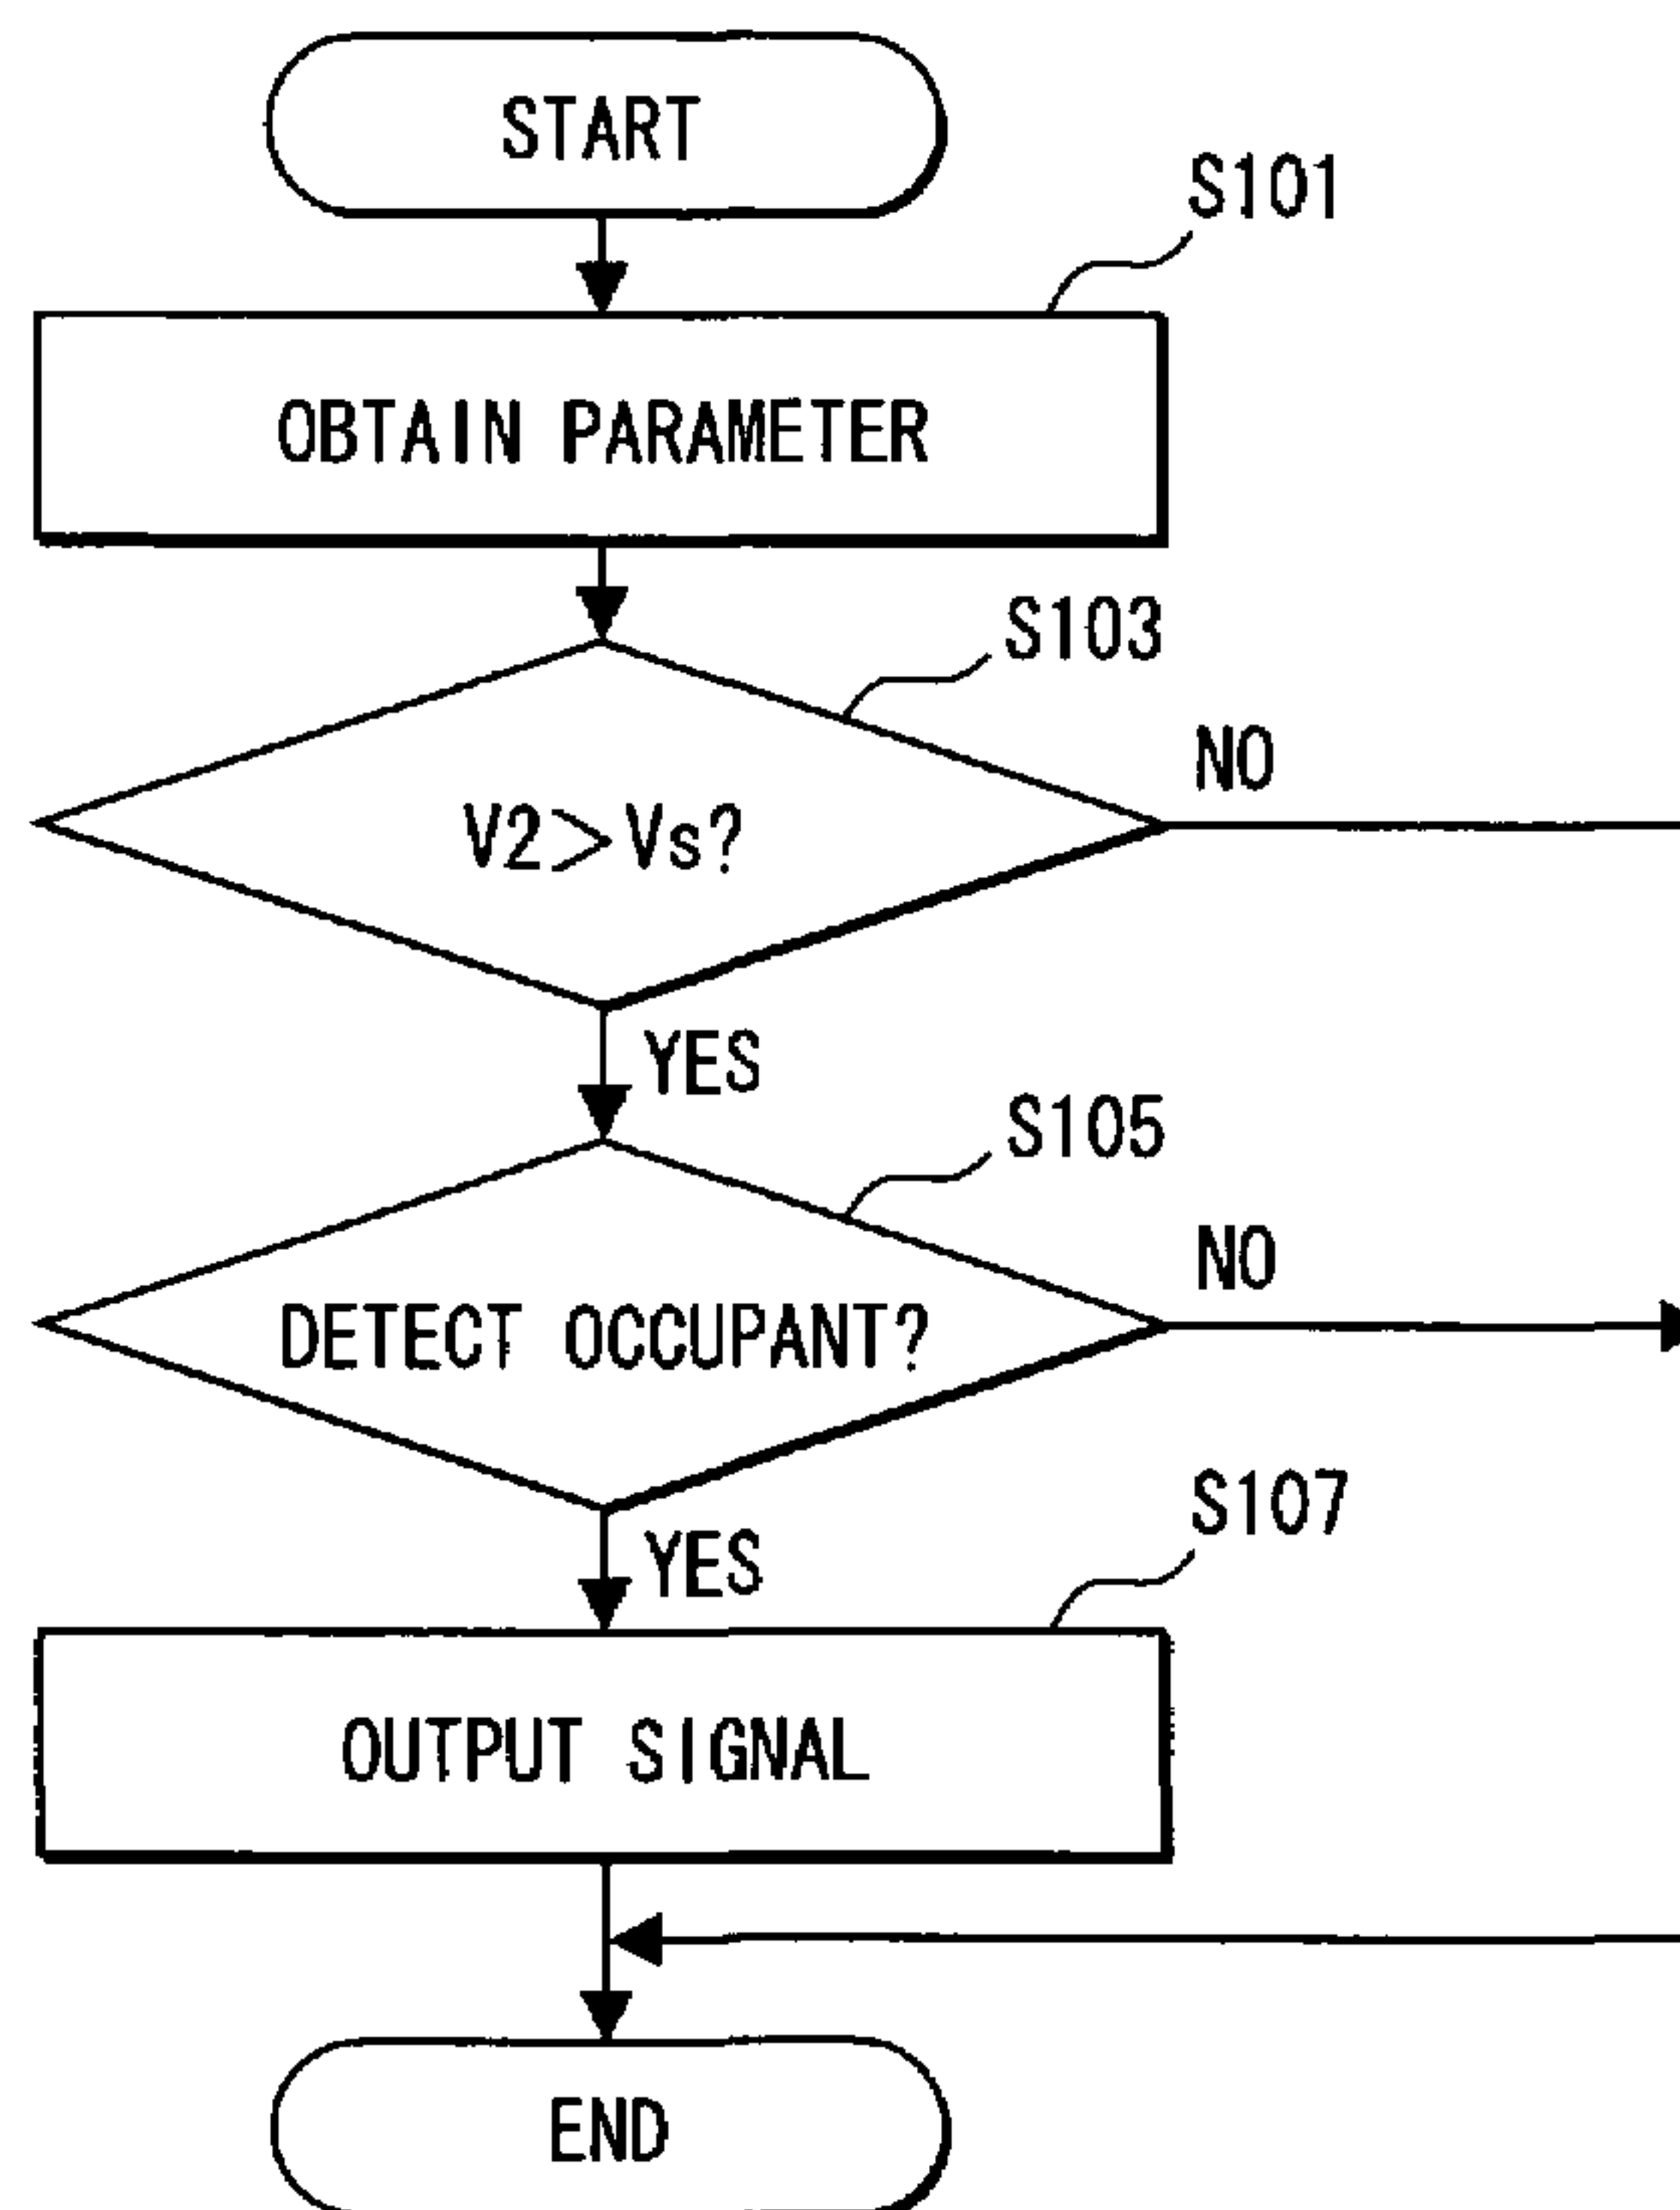 START
S101
OBTAIN PARAMETER
S103
NO
V2>Vs?
YES
S105
NO
DETECT OCCUPANT?
YES
S107
OUTPUT SIGNAL
END